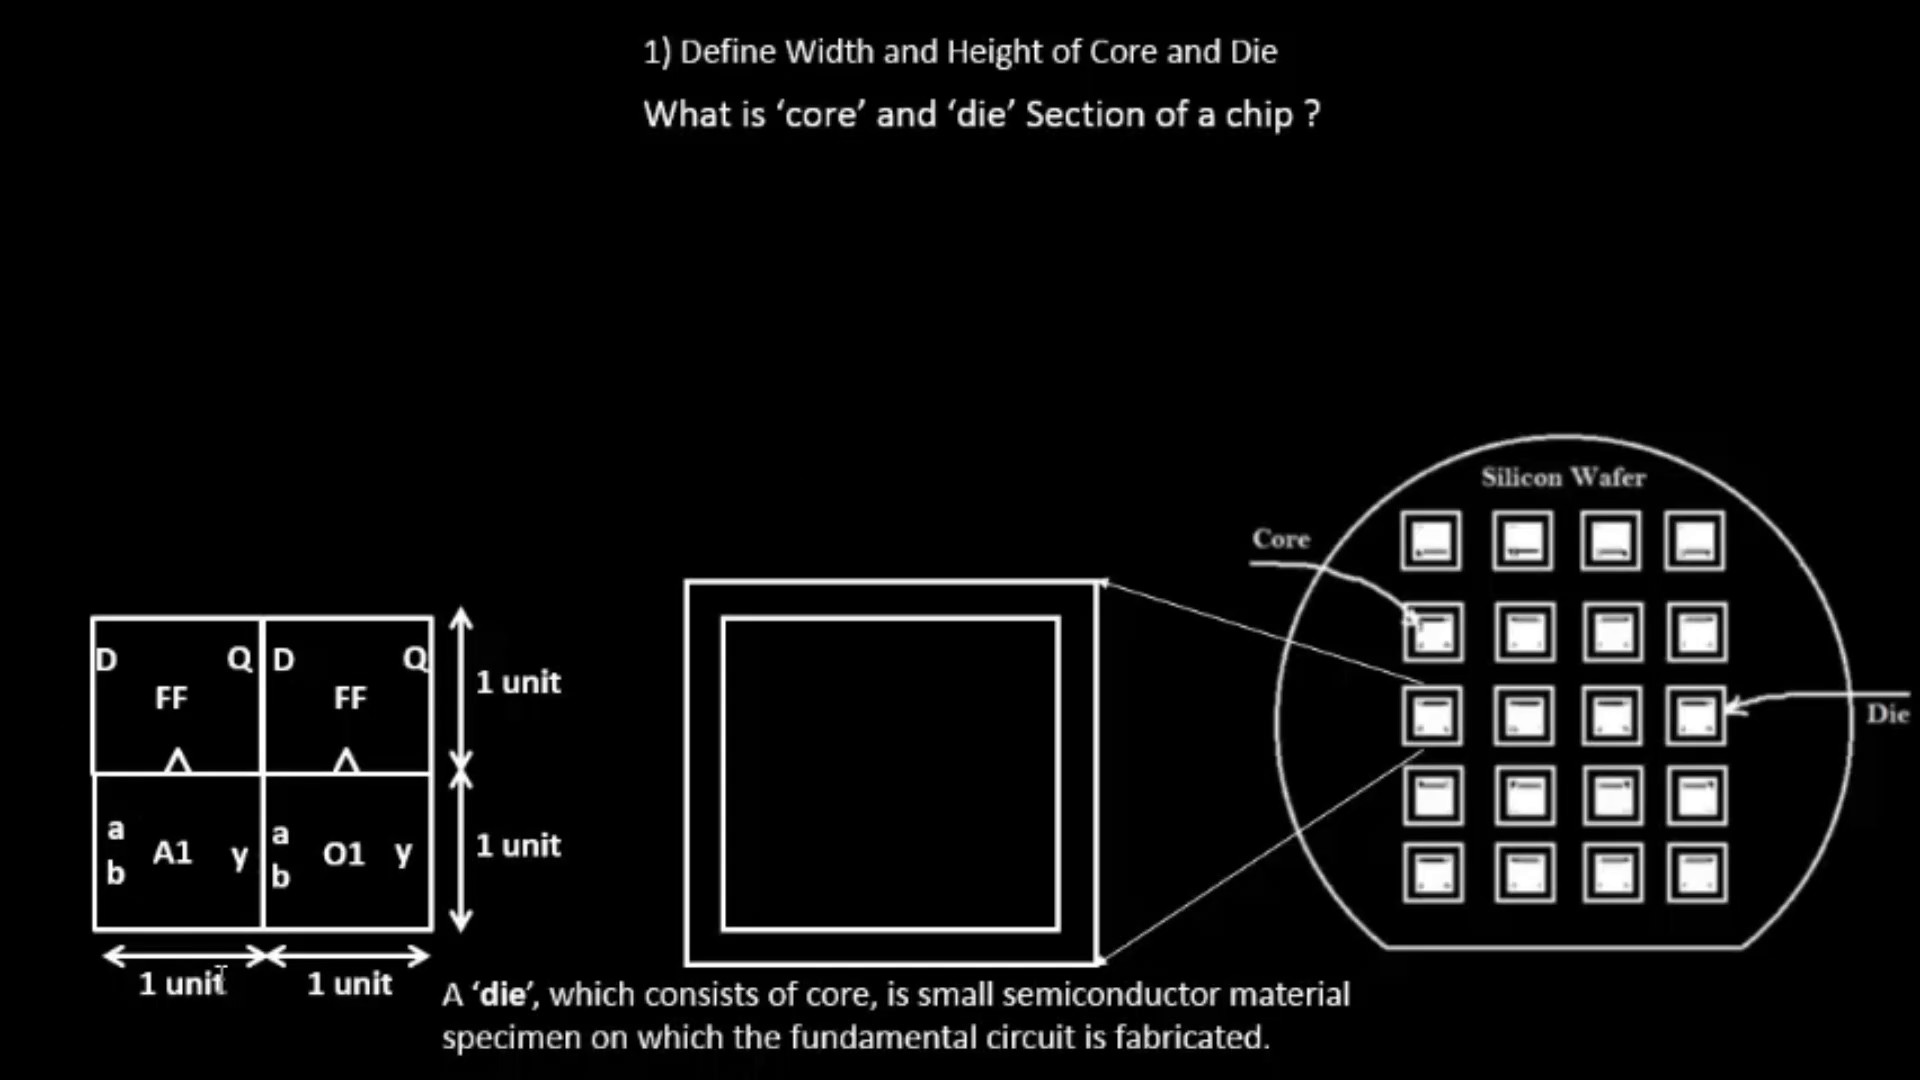 1) Define Width and Height of Core and Die
What is ‘core’ and ‘die’ Section of a chip ?
Silicon Wafer
Core
Die
D Q D Q
FF FF
1 unit
a A1 y a O1 y
b b
1 unit
1 unit 1 unit
A ‘die’, which consists of core, is small semiconductor material
specimen on which the fundamental circuit is fabricated.